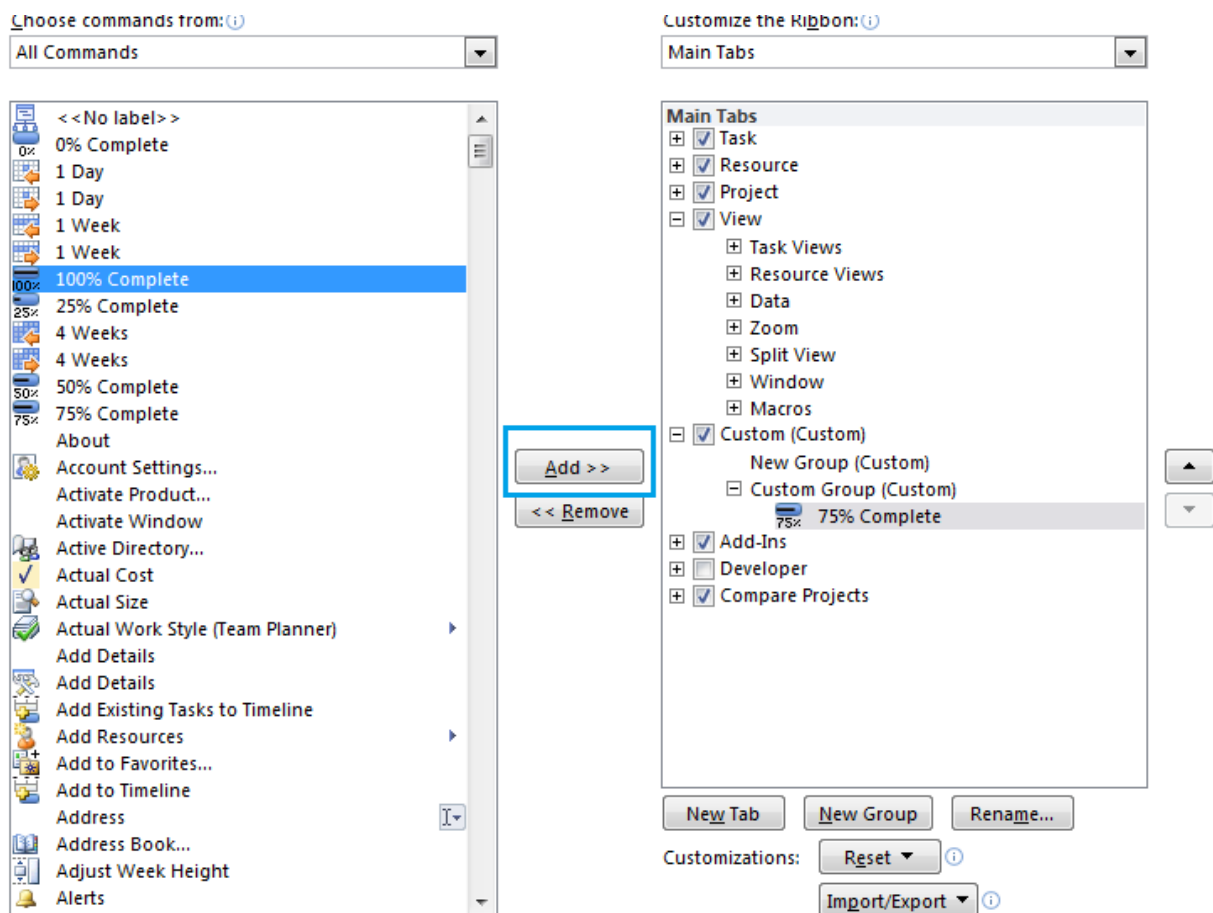 Choose commands from:
All Commands
<<No label>>
0%
0% Complete
1 Day
1 Day
1 Week
1 Week
100%
100% Complete
25%
25% Complete
4 Weeks
4 Weeks
50%
50% Complete
75%
75% Complete
About
Account Settings...
Activate Product...
Activate Window
Active Directory...
Actual Cost
Actual Size
Actual Work Style (Team Planner)
Add Details
Add Details
Add Existing Tasks to Timeline
Add Resources
Add to Favorites...
Add to Timeline
Address
Address Book...
Adjust Week Height
Alerts
Add >>
<< Remove
Customize the Ribbon:
Main Tabs
Main Tabs
Task
Resource
Project
View
Task Views
Resource Views
Data
Zoom
Split View
Window
Macros
Custom (Custom)
New Group (Custom)
Custom Group (Custom)
75%
75% Complete
Add-Ins
Developer
Compare Projects
New Tab
New Group
Rename...
Customizations:
Reset
Import/Export